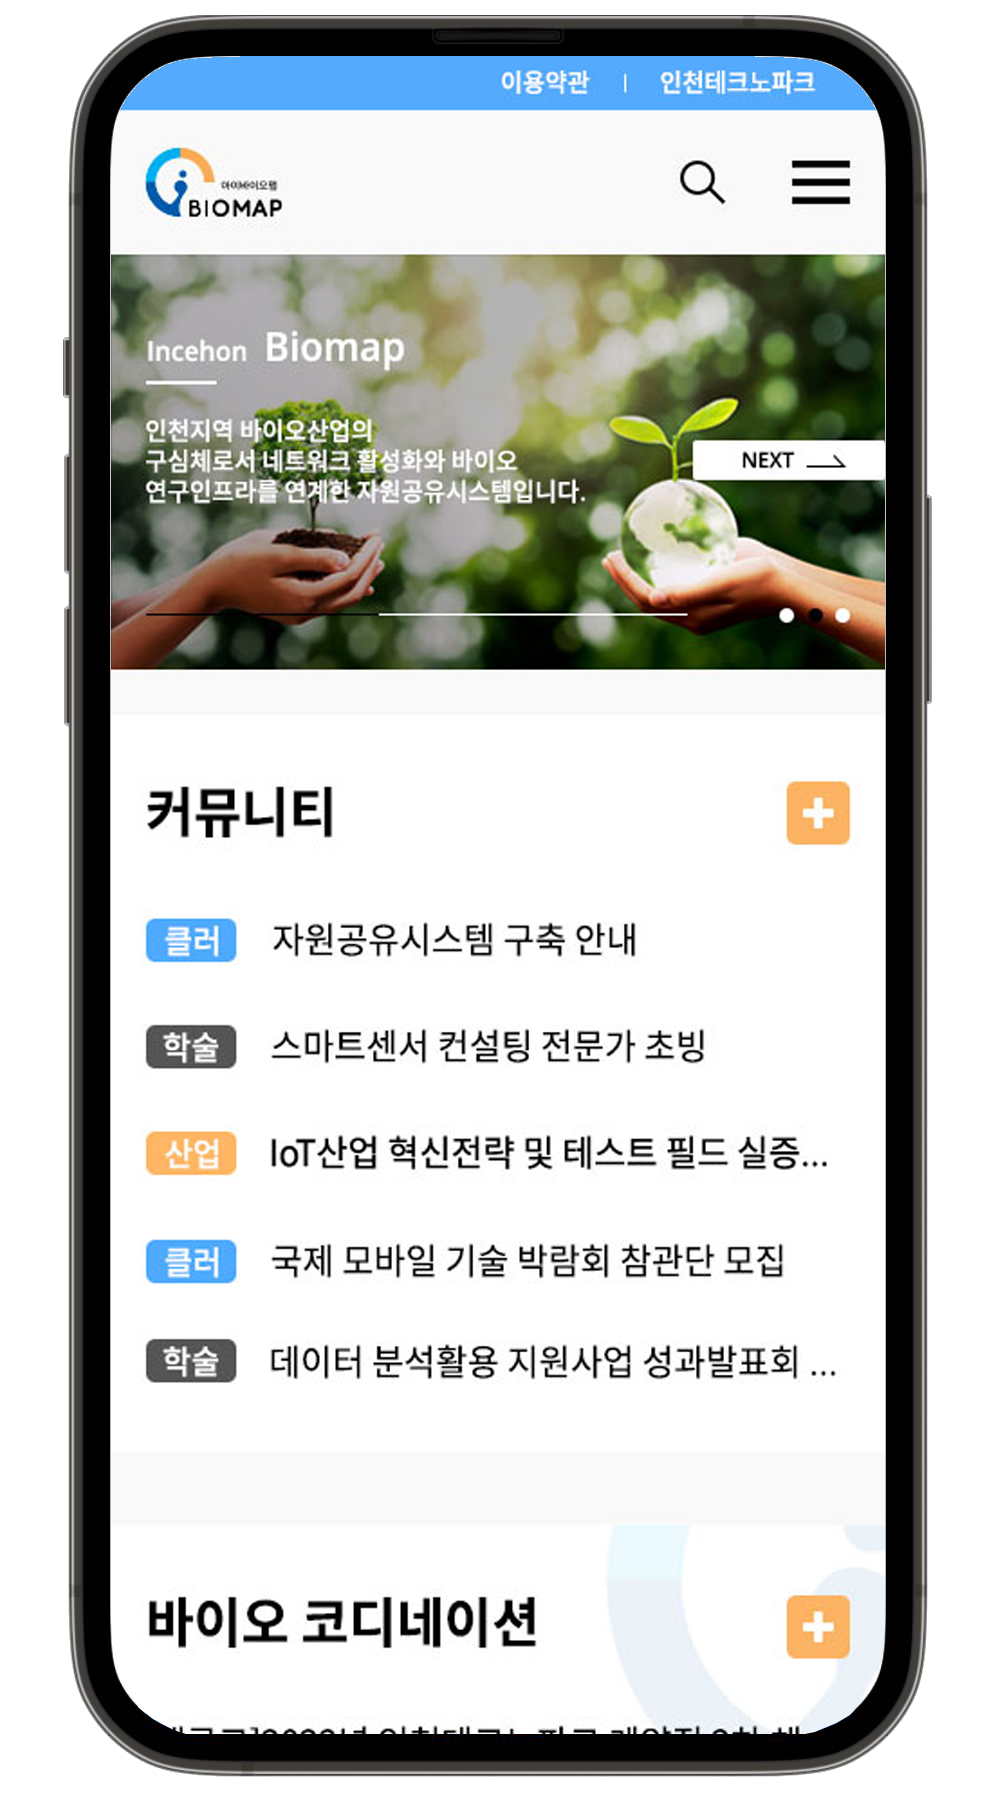 이용약관 | 인천테크노파크
아이바이오맵
BIOMAP
Incehon Biomap
인천지역 바이오산업의
구심체로서 네트워크 활성화와 바이오
연구인프라를 연계한 자원공유시스템입니다.
NEXT
커뮤니티
클러 자원공유시스템 구축 안내
학술 스마트센서 컨설팅 전문가 초빙
산업 IoT산업 혁신전략 및 테스트 필드 실증...
클러 국제 모바일 기술 박람회 참관단 모집
학술 데이터 분석활용 지원사업 성과발표회 ...
바이오 코디네이션